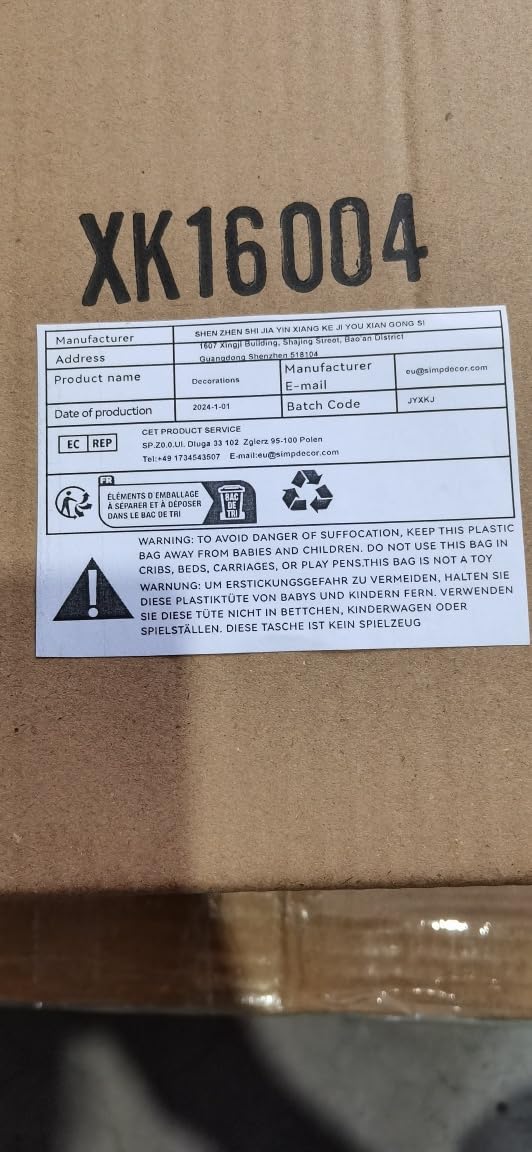 XK16004
Manufacturer SHEN ZHEN SHI JIA YIN XIANG KE JI YOU XIAN GONG SI
Address 1607 Xingji Building, Shajing Street, Bao'an District
Guangdong Shenzhen 518104
Product name Decorations Manufacturer E-mail eu@simpdecor.com
Date of production 2024-1-01 Batch Code JYXKJ
EC REP
CET PRODUCT SERVICE
SP.Z0.0.Ul. Dluga 33 102 Zglerz 95-100 Polen
Tel:+49 1734543507 E-mail:eu@simpdecor.com
FR
ÉLÉMENTS D'EMBALLAGE
À SÉPARER ET À DÉPOSER
DANS LE BAC DE TRI
BAC
DE
TRI
WARNING: TO AVOID DANGER OF SUFFOCATION, KEEP THIS PLASTIC
BAG AWAY FROM BABIES AND CHILDREN. DO NOT USE THIS BAG IN
CRIBS, BEDS, CARRIAGES, OR PLAY PENS.THIS BAG IS NOT A TOY
WARNUNG: UM ERSTICKUNGSGEFAHR ZU VERMEIDEN, HALTEN SIE
DIESE PLASTIKTÜTE VON BABYS UND KINDERN FERN. VERWENDEN
SIE DIESE TÜTE NICHT IN BETTCHEN, KINDERWAGEN ODER
SPIELSTÄLLEN. DIESE TASCHE IST KEIN SPIELZEUG